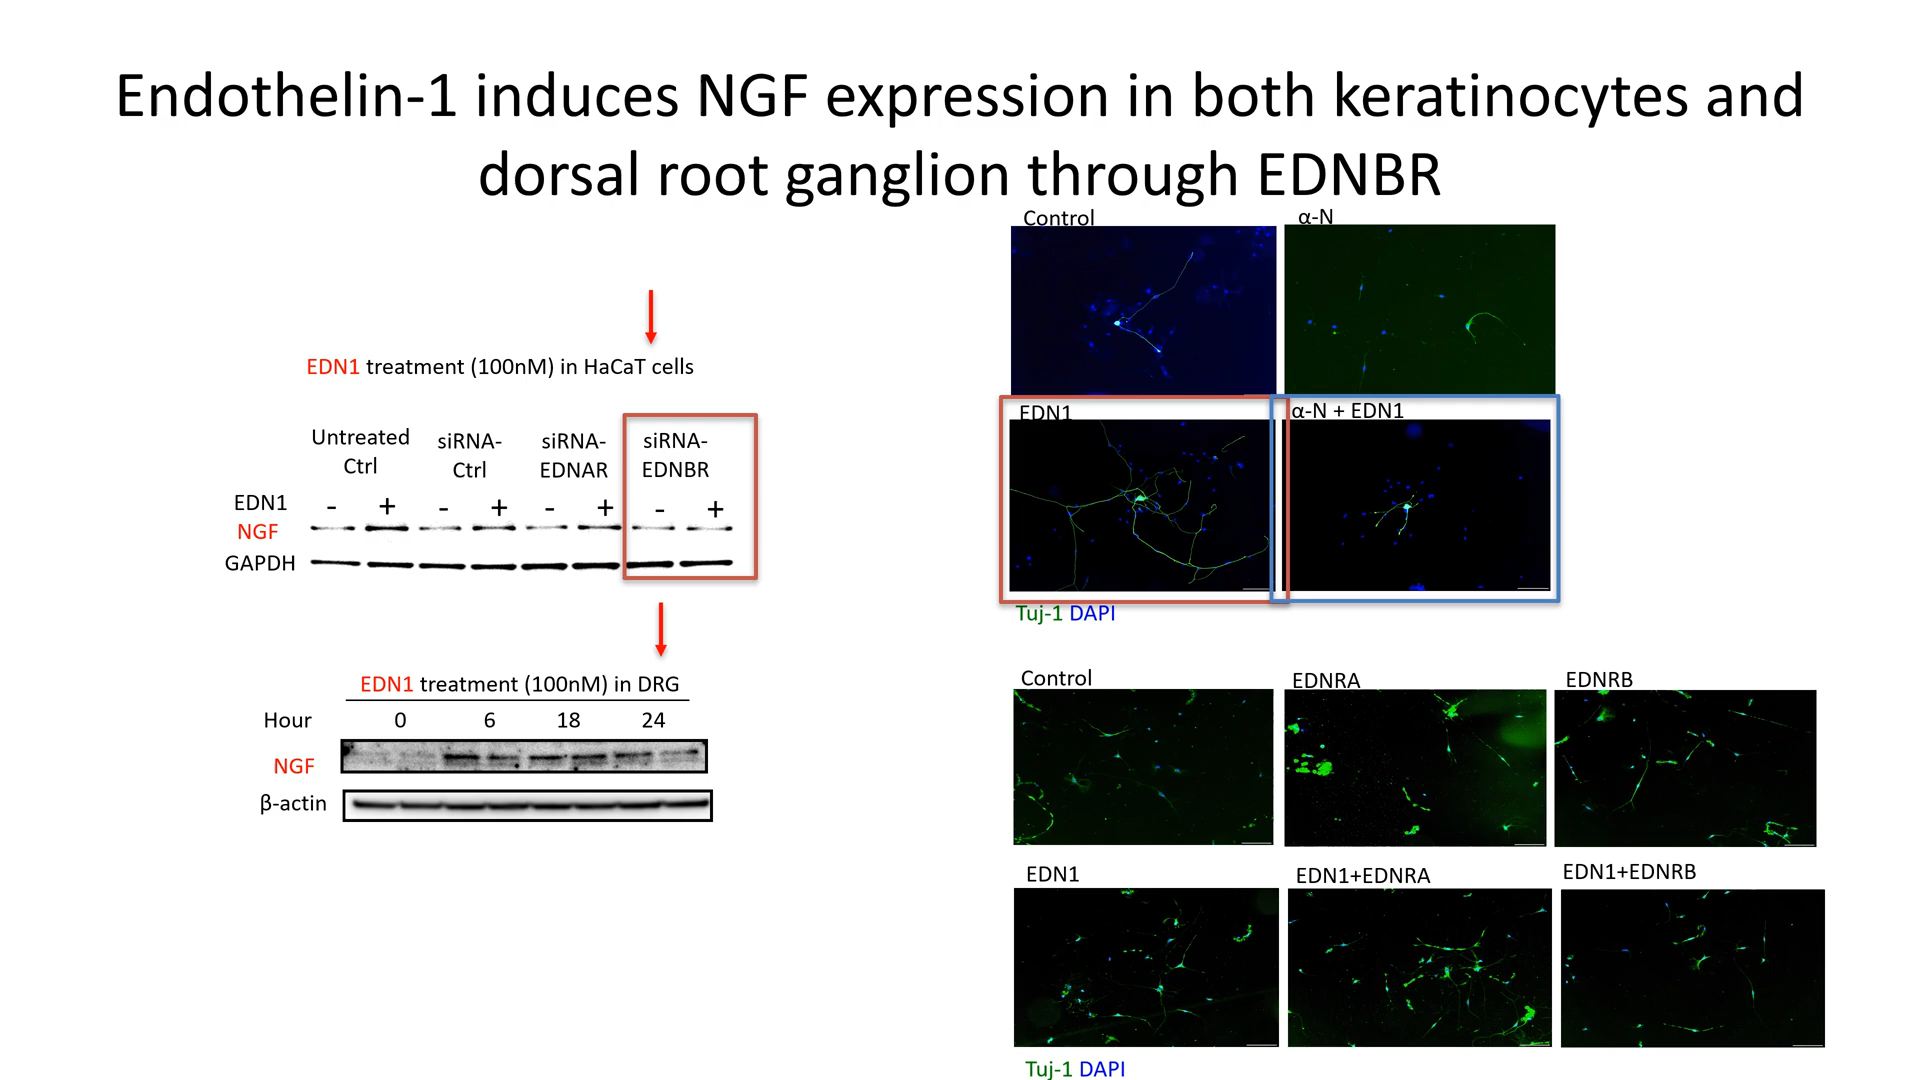 Endothelin-1 induces NGF expression in both keratinocytes and
dorsal root ganglion through EDNBR
EDN1 treatment (100nM) in HaCaT cells
Untreated Ctrl
siRNA-Ctrl
siRNA-EDNAR
siRNA-EDNBR
EDN1 - + - + - + - +
NGF
GAPDH
EDN1 treatment (100nM) in DRG
Hour 0 6 18 24
NGF
β-actin
Control
α-N
EDN1
α-N + EDN1
Tuj-1 DAPI
Control
EDNRA
EDNRB
EDN1
EDN1+EDNRA
EDN1+EDNRB
Tuj-1 DAPI